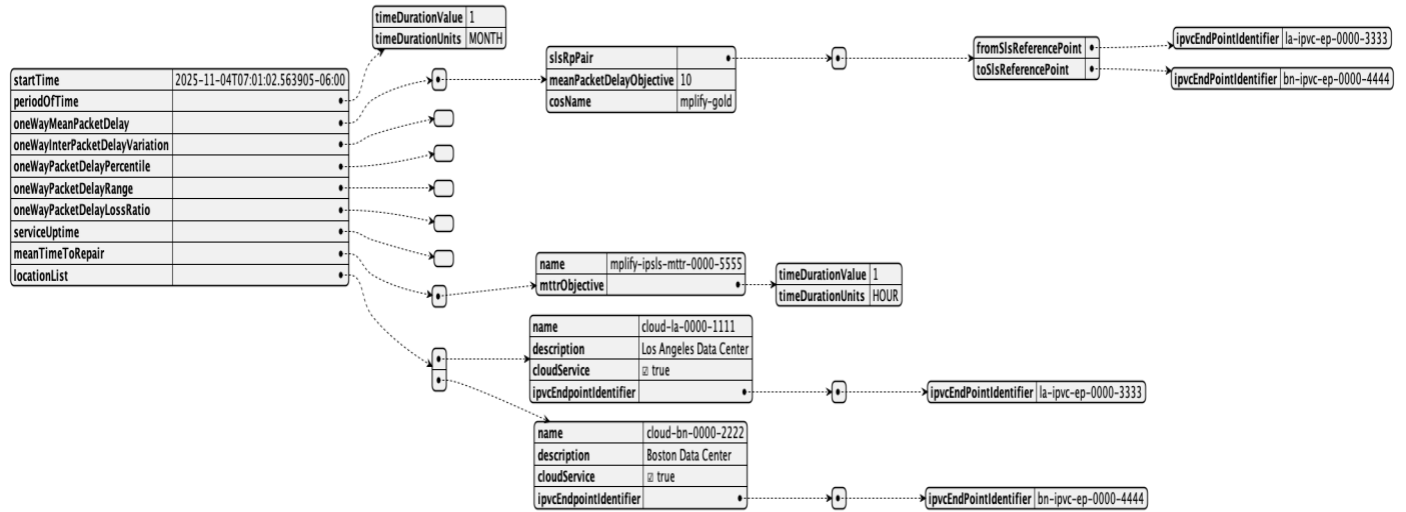 timeDurationValue 1
timeDurationUnits MONTH
startTime 2025-11-04T07:01:02.563905-06:00
periodOfTime
oneWayMeanPacketDelay
oneWayInterPacketDelayVariation
oneWayPacketDelayPercentile
oneWayPacketDelayRange
oneWayPacketDelayLossRatio
serviceUptime
meanTimeToRepair
locationList
slsRpPair
meanPacketDelayObjective 10
cosName mplify-gold
fromSlsReferencePoint
toSlsReferencePoint
ipvcEndPointIdentifier la-ipvc-ep-0000-3333
ipvcEndPointIdentifier bn-ipvc-ep-0000-4444
name mplify-ipsls-mttr-0000-5555
mttrObjective
timeDurationValue 1
timeDurationUnits HOUR
name cloud-la-0000-1111
description Los Angeles Data Center
cloudService ☑ true
ipvcEndpointIdentifier
ipvcEndPointIdentifier la-ipvc-ep-0000-3333
name cloud-bn-0000-2222
description Boston Data Center
cloudService ☑ true
ipvcEndpointIdentifier
ipvcEndPointIdentifier bn-ipvc-ep-0000-4444